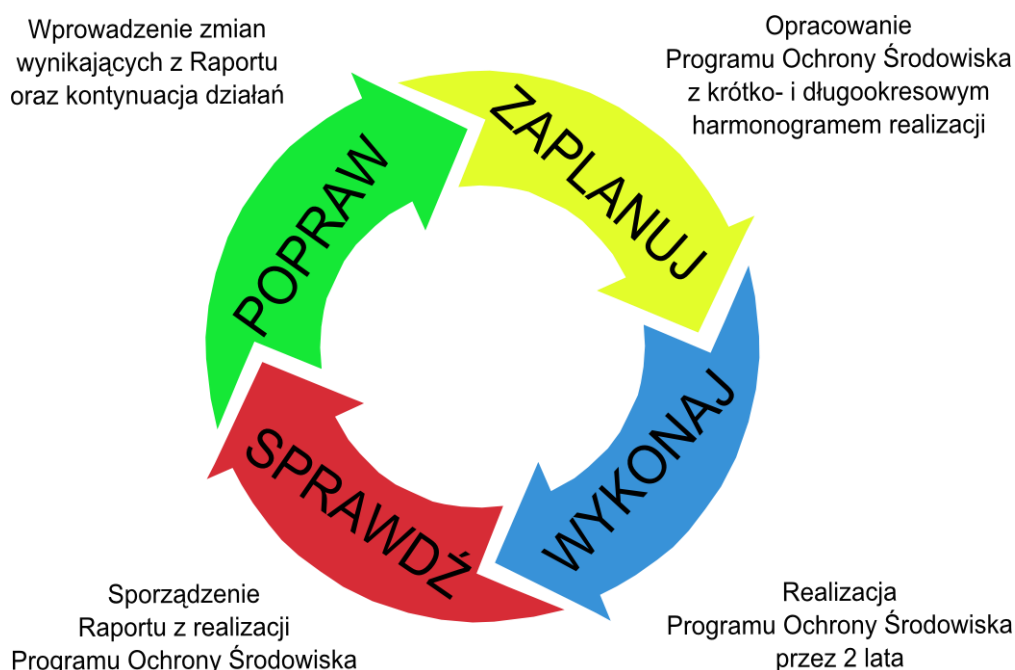 Wprowadzenie zmian
wynikających z Raportu
oraz kontynuacja działań
Opracowanie
Programu Ochrony Środowiska
z krótko- i długookresowym
harmonogramem realizacji
ZAPLANUJ
POPRAW
WYKONAJ
SPRAWDŹ
Sporządzenie
Raportu z realizacji
Programu Ochrony Środowiska
Realizacja
Programu Ochrony Środowiska
przez 2 lata